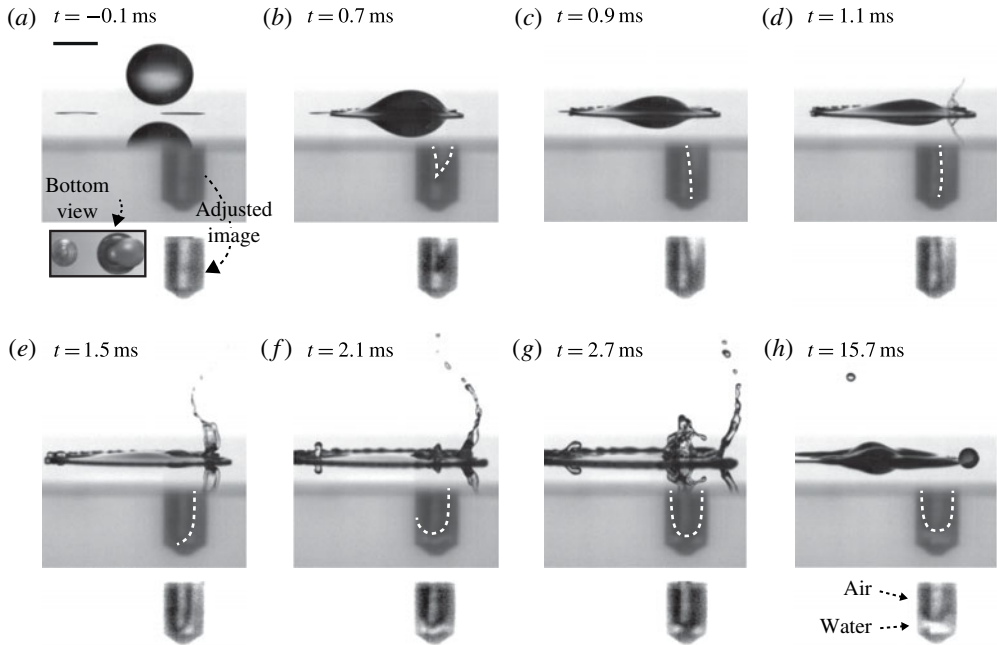 (a) t = −0.1 ms
(b) t = 0.7 ms
(c) t = 0.9 ms
(d) t = 1.1 ms
Bottom
view
Adjusted
image
(e) t = 1.5 ms
(f) t = 2.1 ms
(g) t = 2.7 ms
(h) t = 15.7 ms
Air
Water